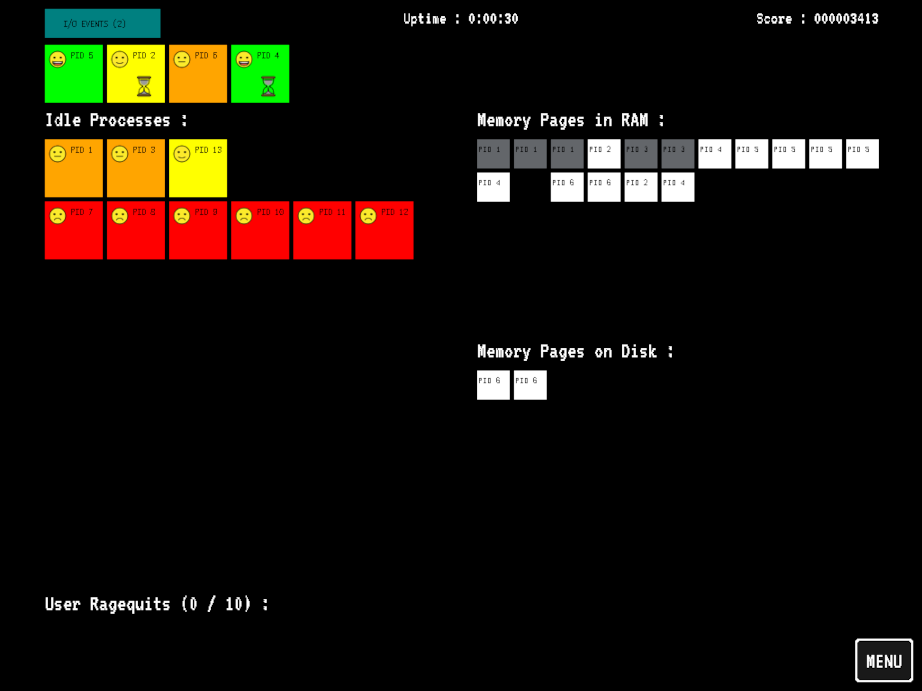 I/O EVENTS (2)
Uptime : 0:00:30
Score : 000003413
PID 5 PID 2 PID 6 PID 4
Idle Processes :
Memory Pages in RAM :
PID 1 PID 3 PID 13
PID 1 PID 1 PID 1 PID 2 PID 3 PID 3 PID 4 PID 5 PID 5 PID 5 PID 5
PID 4 PID 6 PID 6 PID 2 PID 4
PID 7 PID 8 PID 9 PID 10 PID 11 PID 12
Memory Pages on Disk :
PID 6 PID 6
User Ragequits (0 / 10) :
MENU